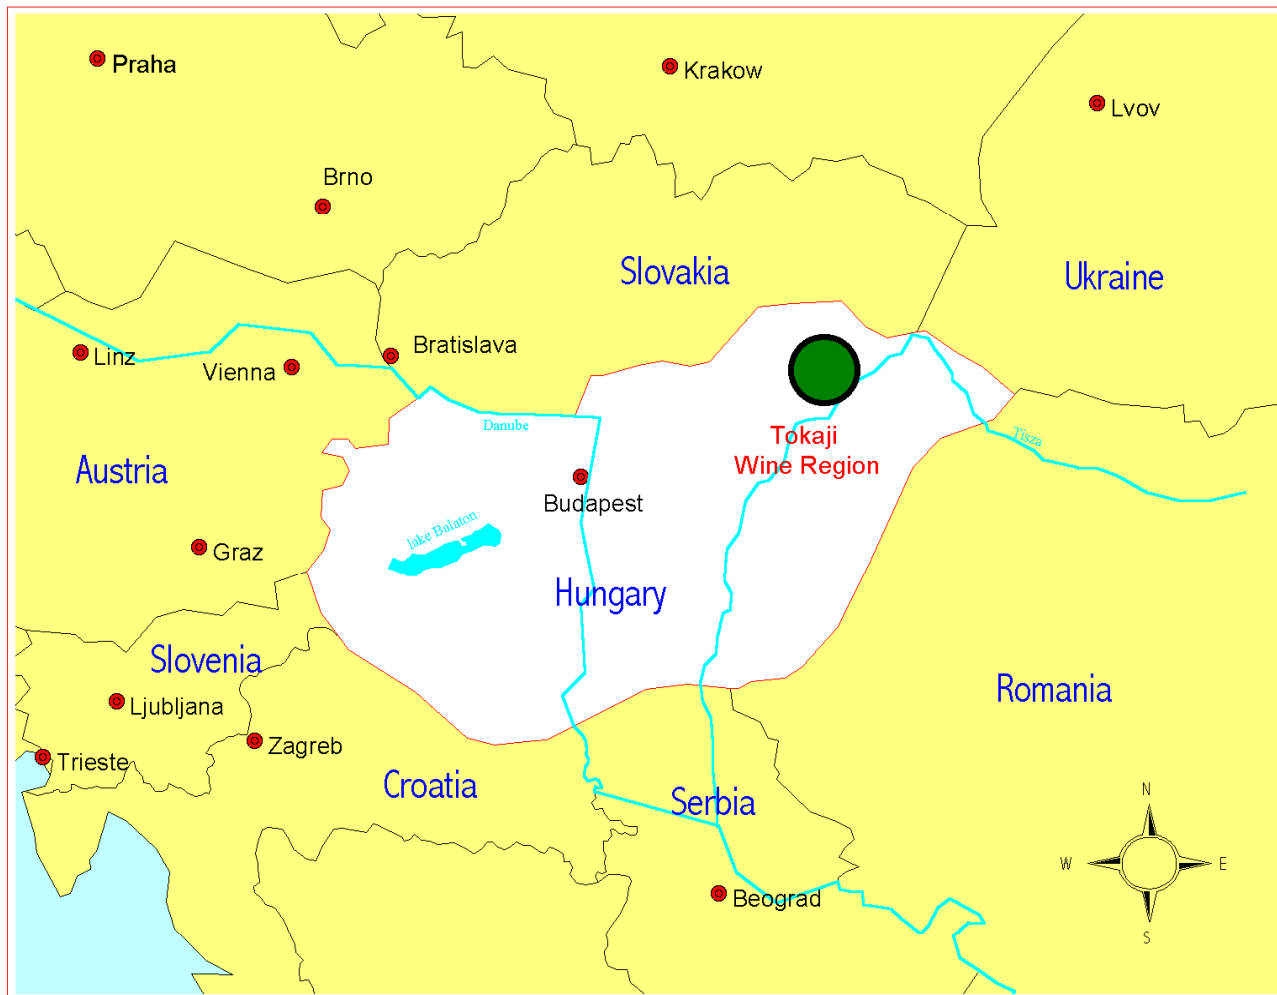 Praha
Krakow
Lvov
Brno
Slovakia
Ukraine
Bratislava
Linz
Vienna
Danube
Tisza
Tokaji
Wine Region
Austria
Budapest
lake Balaton
Graz
Hungary
Slovenia
Romania
Ljubljana
Zagreb
Trieste
Croatia
Serbia
N
W
E
S
Beograd